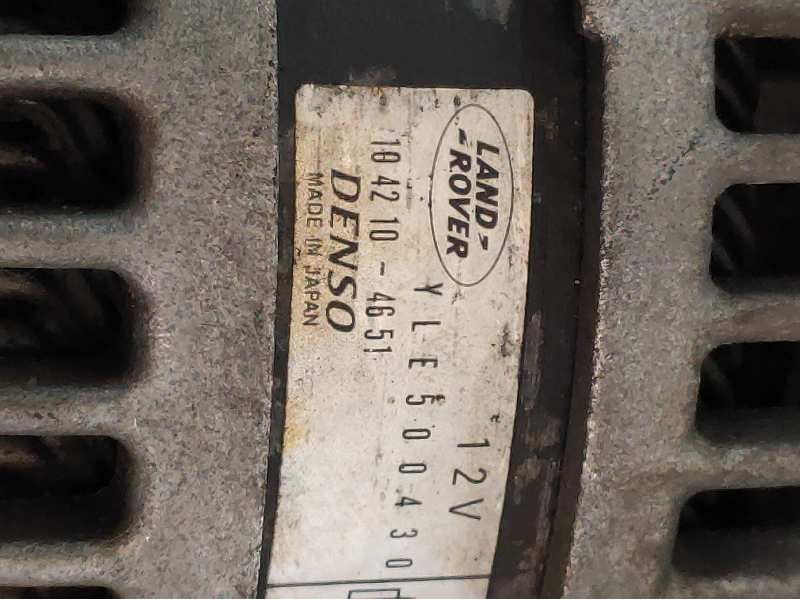 LAND-
-ROVER
12V
YLE500430
104210-4651
DENSO
MADE IN JAPAN